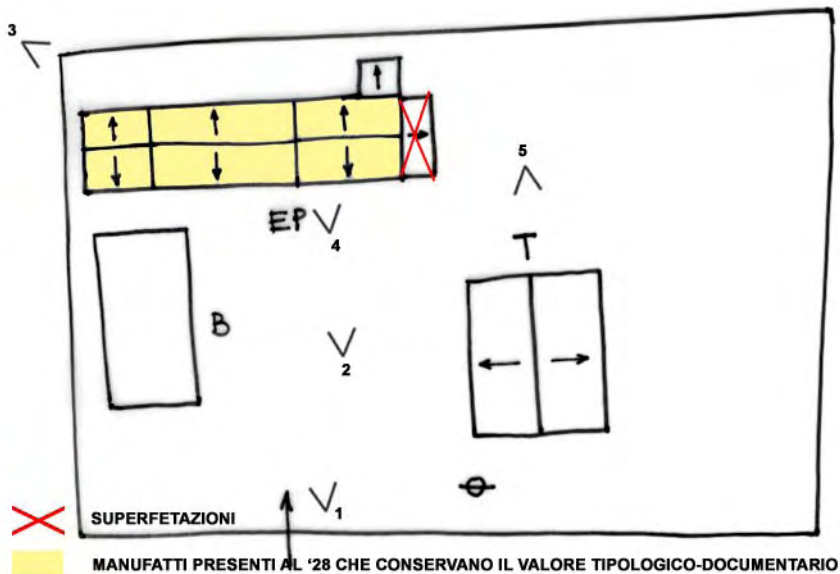 3
5
EP
4
T
B
2
1
SUPERFETAZIONI
MANUFATTI PRESENTI AL '28 CHE CONSERVANO IL VALORE TIPOLOGICO-DOCUMENTARIO